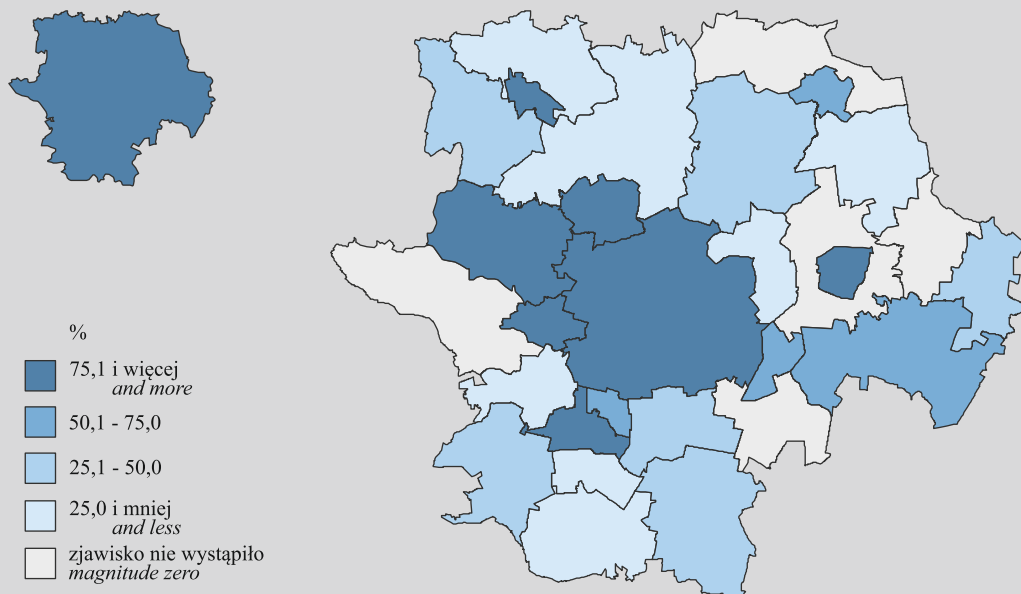 %
75,1 i więcej
and more
50,1 - 75,0
25,1 - 50,0
25,0 i mniej
and less
zjawisko nie wystąpiło
magnitude zero